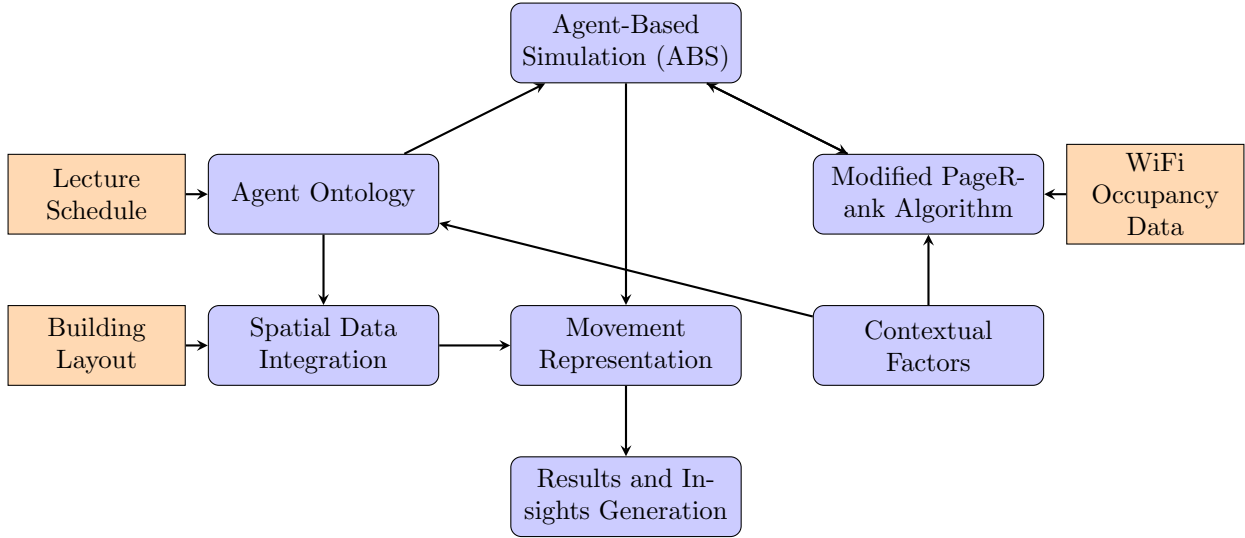 Agent-Based
Simulation (ABS)
Lecture
Schedule
Agent Ontology
Modified PageR-
ank Algorithm
WiFi
Occupancy
Data
Building
Layout
Spatial Data
Integration
Movement
Representation
Contextual
Factors
Results and In-
sights Generation